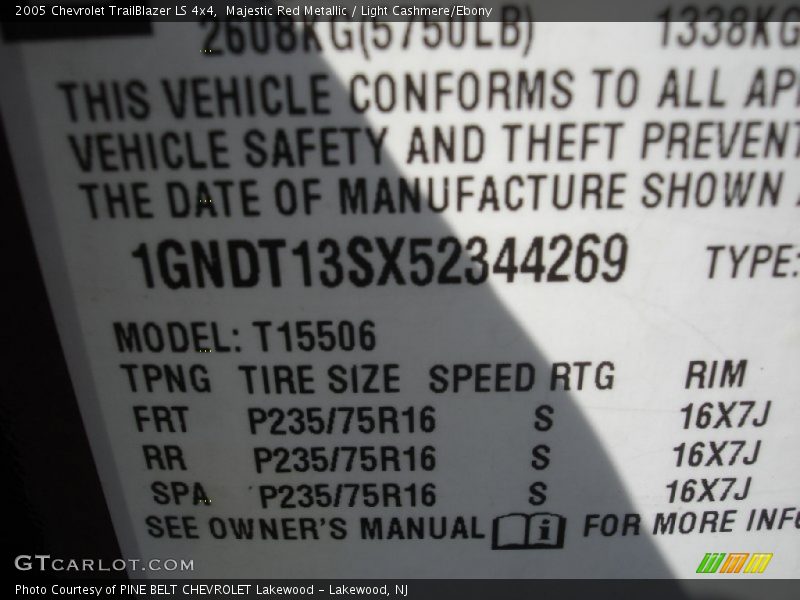 2005 Chevrolet TrailBlazer LS 4x4, Majestic Red Metallic / Light Cashmere/Ebony
2608KG(5750LB) 1338KG
THIS VEHICLE CONFORMS TO ALL APP
VEHICLE SAFETY AND THEFT PREVENT
THE DATE OF MANUFACTURE SHOWN A
1GNDT13SX52344269 TYPE:
MODEL: T15506
TPNG TIRE SIZE SPEED RTG RIM
FRT P235/75R16 S 16X7J
RR P235/75R16 S 16X7J
SPA P235/75R16 S 16X7J
SEE OWNER'S MANUAL i FOR MORE INFO
GTCARLOT.COM
Photo Courtesy of PINE BELT CHEVROLET Lakewood - Lakewood, NJ